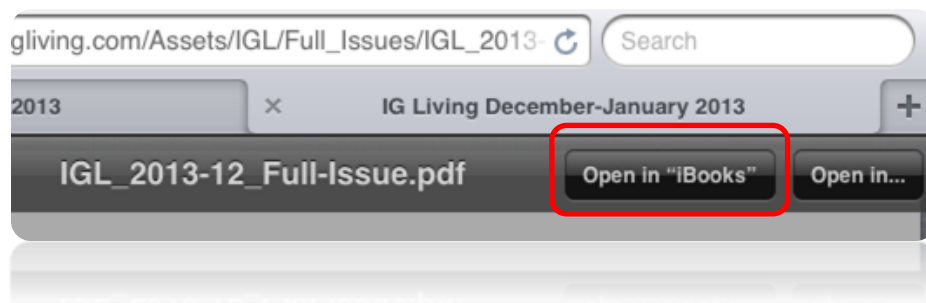 gliving.com/Assets/IGL/Full_Issues/IGL_2013- Search
2013 × IG Living December-January 2013 +
IGL_2013-12_Full-Issue.pdf Open in “iBooks” Open in...